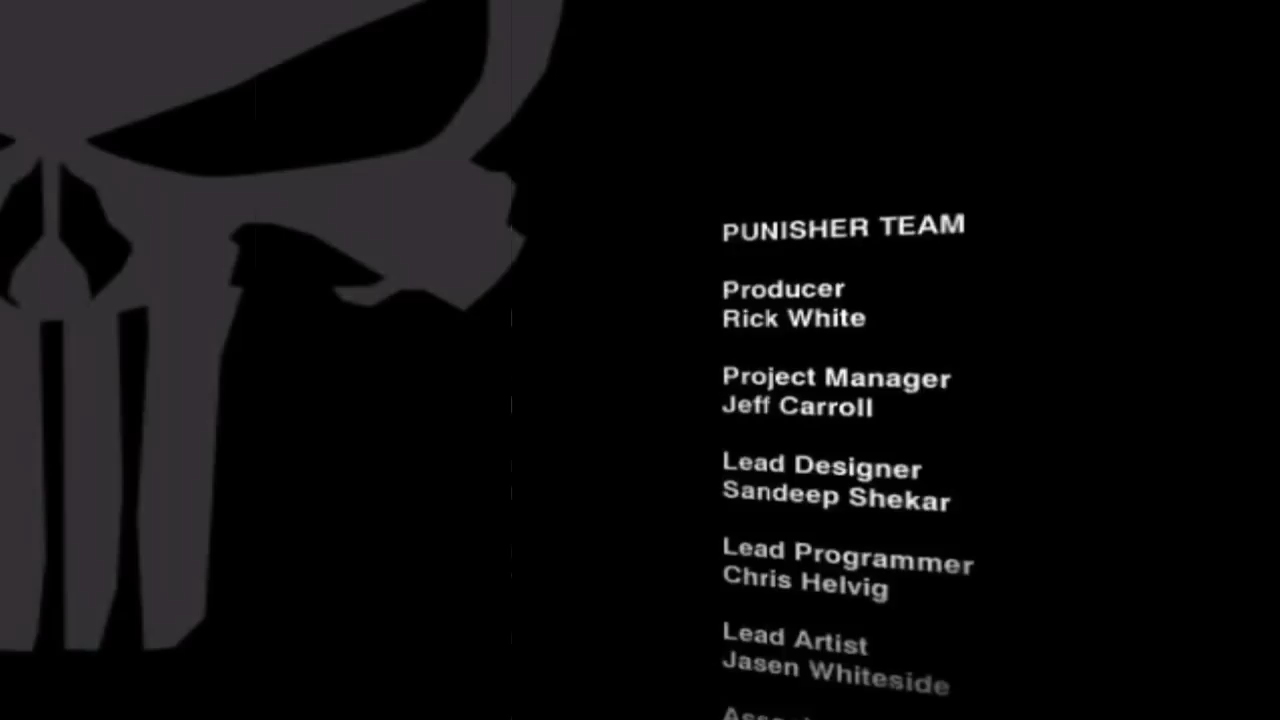 PUNISHER TEAM
Producer
Rick White
Project Manager
Jeff Carroll
Lead Designer
Sandeep Shekar
Lead Programmer
Chris Helvig
Lead Artist
Jasen Whiteside